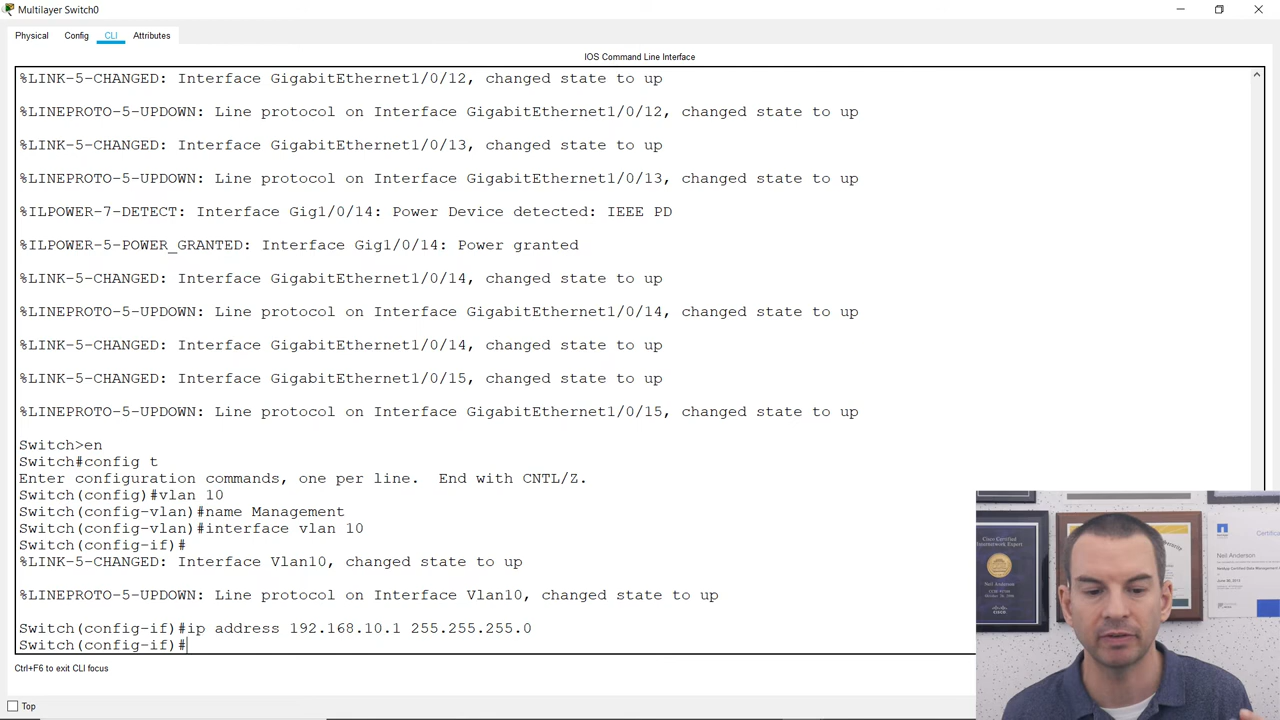 Multilayer Switch0
Physical Config CLI Attributes
IOS Command Line Interface
%LINK-5-CHANGED: Interface GigabitEthernet1/0/12, changed state to up
%LINEPROTO-5-UPDOWN: Line protocol on Interface GigabitEthernet1/0/12, changed state to up
%LINK-5-CHANGED: Interface GigabitEthernet1/0/13, changed state to up
%LINEPROTO-5-UPDOWN: Line protocol on Interface GigabitEthernet1/0/13, changed state to up
%ILPOWER-7-DETECT: Interface Gig1/0/14: Power Device detected: IEEE PD
%ILPOWER-5-POWER_GRANTED: Interface Gig1/0/14: Power granted
%LINK-5-CHANGED: Interface GigabitEthernet1/0/14, changed state to up
%LINEPROTO-5-UPDOWN: Line protocol on Interface GigabitEthernet1/0/14, changed state to up
%LINK-5-CHANGED: Interface GigabitEthernet1/0/14, changed state to up
%LINK-5-CHANGED: Interface GigabitEthernet1/0/15, changed state to up
%LINEPROTO-5-UPDOWN: Line protocol on Interface GigabitEthernet1/0/15, changed state to up
Switch>en
Switch#config t
Enter configuration commands, one per line. End with CNTL/Z.
Switch(config)#vlan 10
Switch(config-vlan)#name Management
Switch(config-vlan)#interface vlan 10
Switch(config-if)#
%LINK-5-CHANGED: Interface Vlan10, changed state to up
%LINEPROTO-5-UPDOWN: Line protocol on Interface Vlan10, changed state to up
Switch(config-if)#ip address 192.168.10.1 255.255.255.0
Switch(config-if)#
Ctrl+F6 to exit CLI focus
Top
Neil Anderson
Neil Anderson